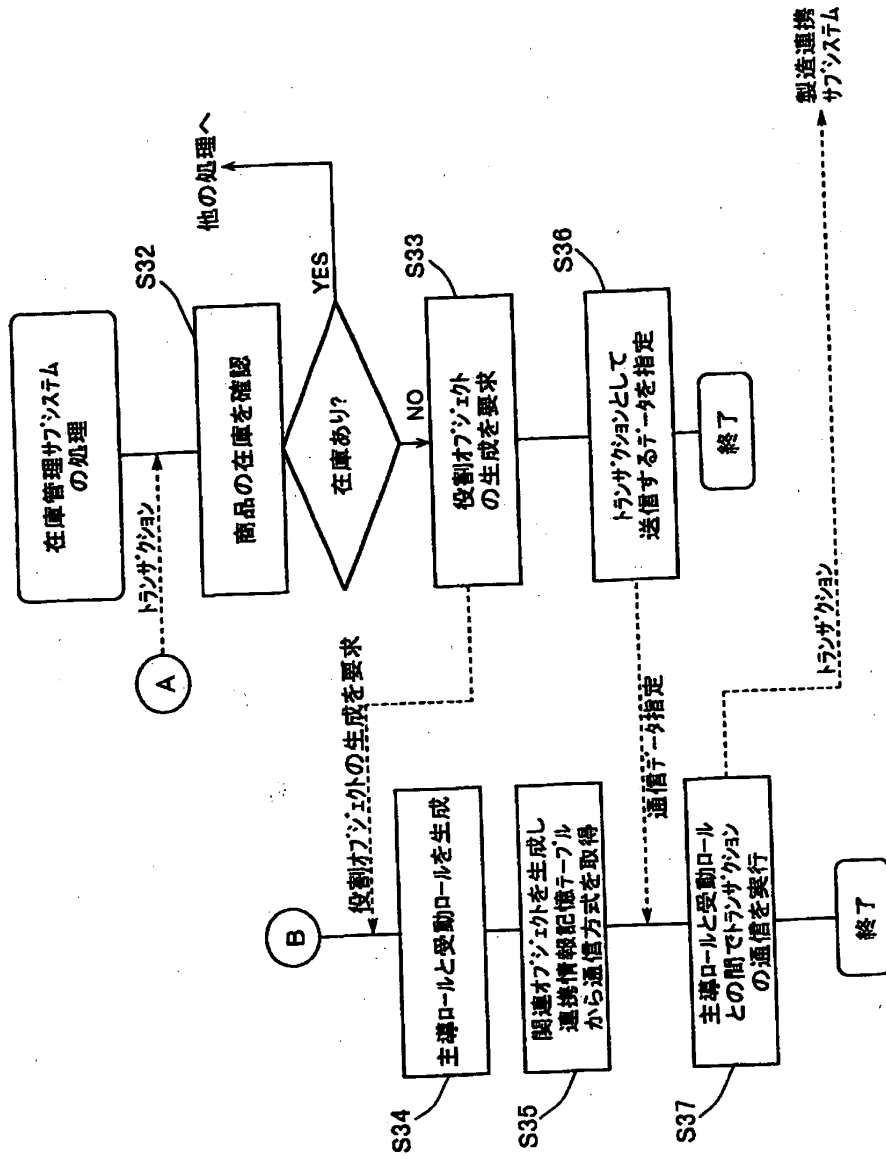 在庫管理サブシステム
の処理
A
トランザクション
S32
商品の在庫を確認
他の処理へ
在庫あり?
YES
NO
S33
役割オブジェクト
の生成を要求
S36
トランザクションとして
送信するデータを指定
終了
B
役割オブジェクトの生成を要求
S34
主導ロールと受動ロールを生成
S35
関連オブジェクトを生成し
連携情報記憶テーブル
から通信方式を取得
通信データ指定
S37
主導ロールと受動ロール
との間でトランザクション
の通信を実行
トランザクション
製造連携
サブシステム
終了